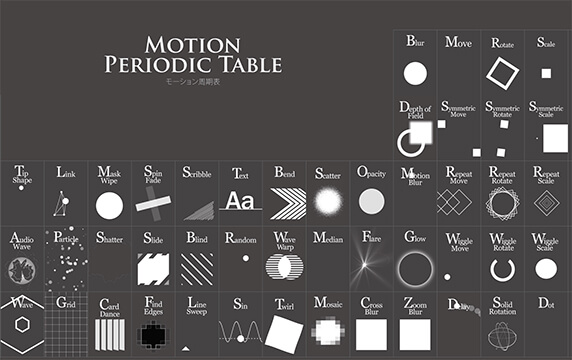 MOTION
PERIODIC TABLE
モーション周期表
Blur Move Rotate Scale
Depth of Field Symmetric Move Symmetric Rotate Symmetric Scale
Tip Shape Link Mask Wipe Spin Fade Scribble Text Bend Scatter Opacity Motion Blur Repeat Move Repeat Rotate Repeat Scale
Aa
Audio Wave Particle Shatter Slide Blind Random Wave Warp Median Flare Glow Wiggle Move Wiggle Rotate Wiggle Scale
Wave Grid Card Dance Find Edges Line Sweep Sin Twirl Mosaic Cross Blur Zoom Blur Delay Solid Rotation Dot